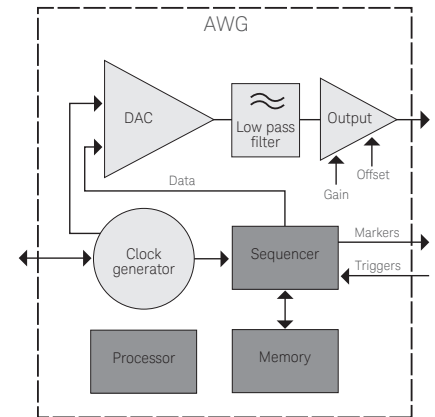 AWG
DAC
Low pass
filter
Output
Gain
Offset
Data
Clock
generator
Sequencer
Markers
Triggers
Processor
Memory